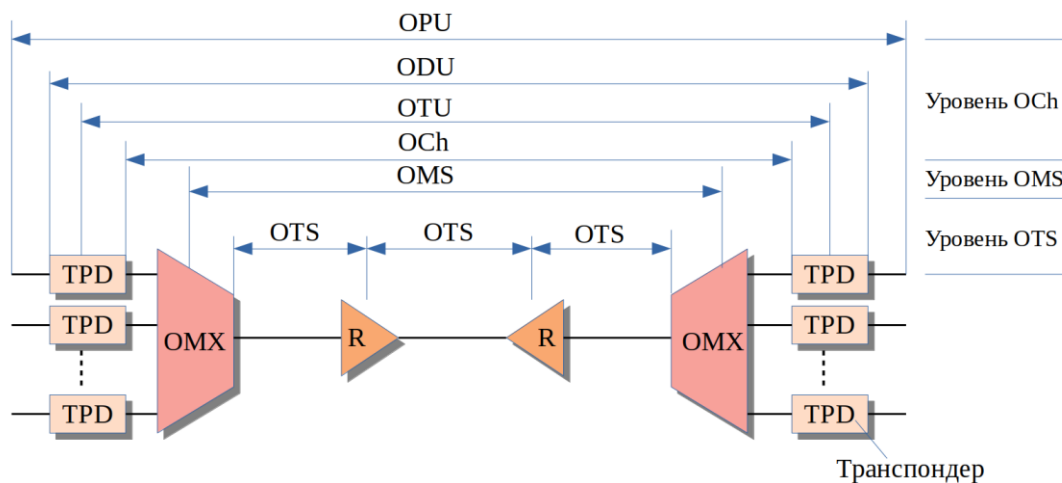 OPU
ODU
Уровень OCh
OTU
OCh
OMS
Уровень OMS
OTS
OTS
OTS
Уровень OTS
TPD
TPD
TPD
TPD
OMX
R
R
OMX
TPD
TPD
Транспондер